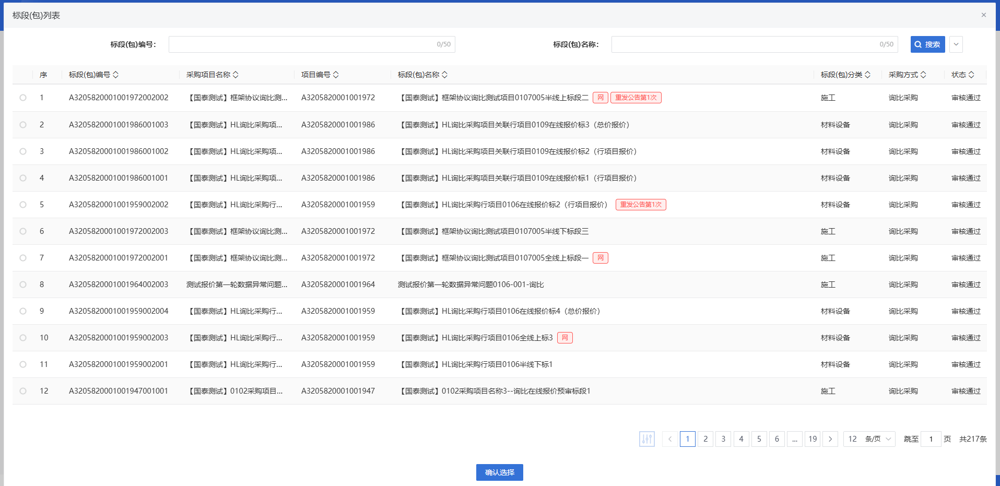 标段(包)列表
标段(包)编号： 0/50 标段(包)名称： 0/50 搜索
序 标段(包)编号 采购项目名称 项目编号 标段(包)名称 标段(包)分类 采购方式 状态
1 A3205820001001972002002 【国泰测试】框架协议询比测... A3205820001001972 【国泰测试】框架协议询比测试项目0107005半线上标段二 网 重发公告第1次 施工 询比采购 审核通过
2 A3205820001001986001003 【国泰测试】HL询比采购项... A3205820001001986 【国泰测试】HL询比采购项目关联行项目0109在线报价标3（总价报价） 材料设备 询比采购 审核通过
3 A3205820001001986001002 【国泰测试】HL询比采购项... A3205820001001986 【国泰测试】HL询比采购项目关联行项目0109在线报价标2（行项目报价） 材料设备 询比采购 审核通过
4 A3205820001001986001001 【国泰测试】HL询比采购项... A3205820001001986 【国泰测试】HL询比采购项目关联行项目0109在线报价标1（行项目报价） 材料设备 询比采购 审核通过
5 A3205820001001959002002 【国泰测试】HL询比采购行... A3205820001001959 【国泰测试】HL询比采购行项目0106在线报价标2（行项目报价） 重发公告第1次 材料设备 询比采购 审核通过
6 A3205820001001972002003 【国泰测试】框架协议询比测... A3205820001001972 【国泰测试】框架协议询比测试项目0107005半线下标段三 施工 询比采购 审核通过
7 A3205820001001972002001 【国泰测试】框架协议询比测... A3205820001001972 【国泰测试】框架协议询比测试项目0107005全线上标段一 网 施工 询比采购 审核通过
8 A3205820001001964002003 测试报价第一轮数据异常问题... A3205820001001964 测试报价第一轮数据异常问题0106-001-询比 施工 询比采购 审核通过
9 A3205820001001959002004 【国泰测试】HL询比采购行... A3205820001001959 【国泰测试】HL询比采购行项目0106在线报价标4（总价报价） 材料设备 询比采购 审核通过
10 A3205820001001959002003 【国泰测试】HL询比采购行... A3205820001001959 【国泰测试】HL询比采购行项目0106全线上标3 网 材料设备 询比采购 审核通过
11 A3205820001001959002001 【国泰测试】HL询比采购行... A3205820001001959 【国泰测试】HL询比采购行项目0106半线下标1 材料设备 询比采购 审核通过
12 A3205820001001947001001 【国泰测试】0102采购项目... A3205820001001947 【国泰测试】0102采购项目名称3--询比在线报价预审标段1 施工 询比采购 审核通过
1 2 3 4 5 6 ... 19 12 条/页 跳至 1 页 共217条
确认选择